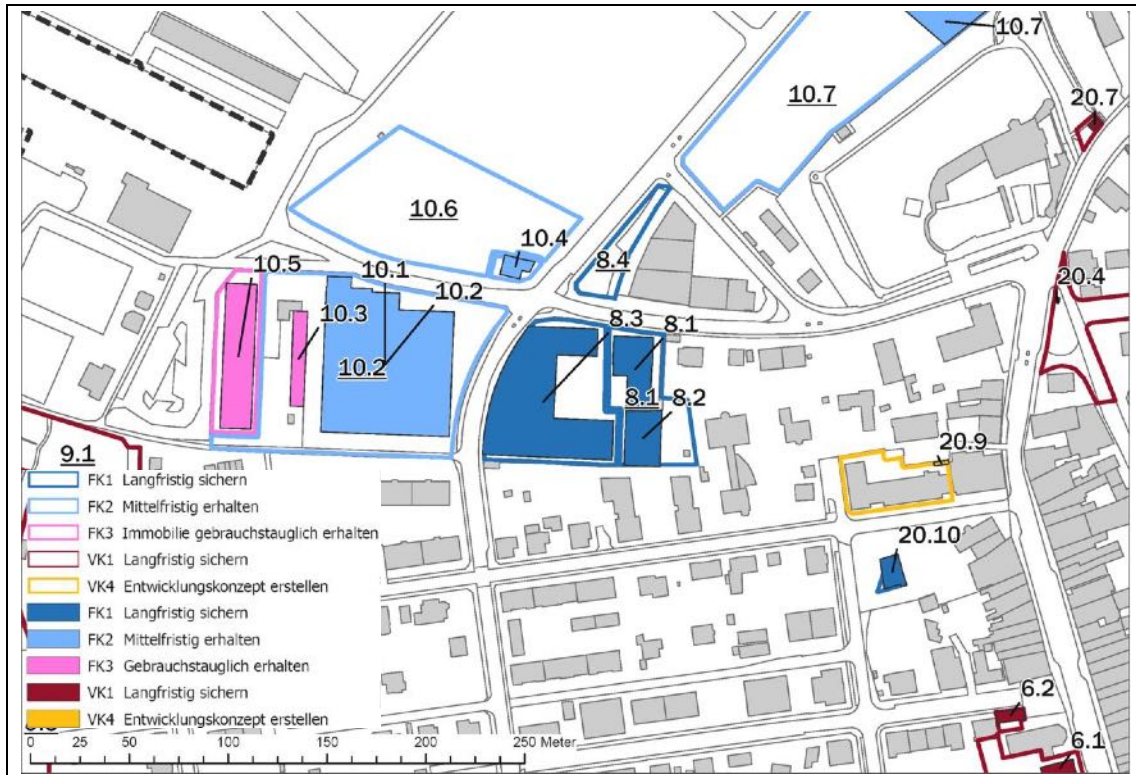 10.7
10.7
20.7
10.6
10.4
8.4
20.4
10.5
10.1
10.2
10.3
10.2
8.3
8.1
8.1
8.2
20.9
9.1
20.10
6.2
6.1
FK1 Langfristig sichern
FK2 Mittelfristig erhalten
FK3 Immobilie gebrauchstauglich erhalten
VK1 Langfristig sichern
VK4 Entwicklungskonzept erstellen
FK1 Langfristig sichern
FK2 Mittelfristig erhalten
FK3 Gebrauchstauglich erhalten
VK1 Langfristig sichern
VK4 Entwicklungskonzept erstellen
0 25 50 100 150 200 250 Meter